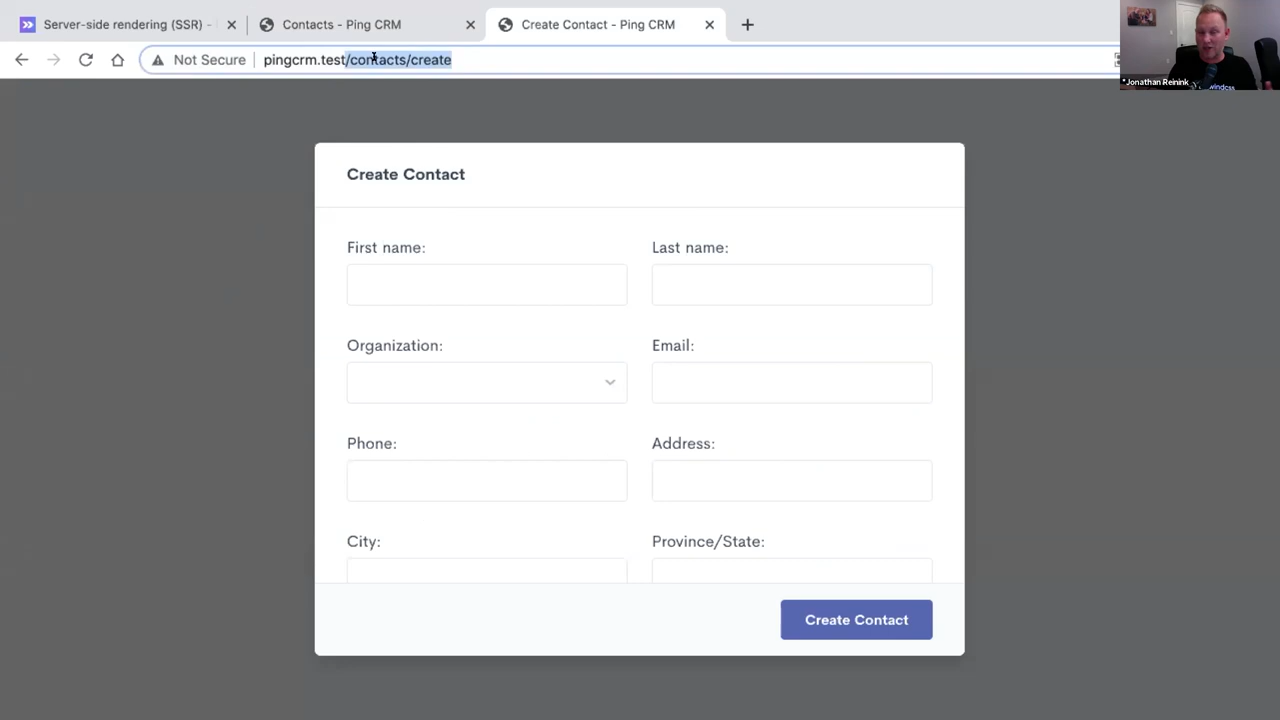 Server-side rendering (SSR) -
Contacts - Ping CRM
Create Contact - Ping CRM
Not Secure
pingcrm.test/contacts/create
*Jonathan Reinink
windcss
Create Contact
First name:
Last name:
Organization:
Email:
Phone:
Address:
City:
Province/State:
Create Contact